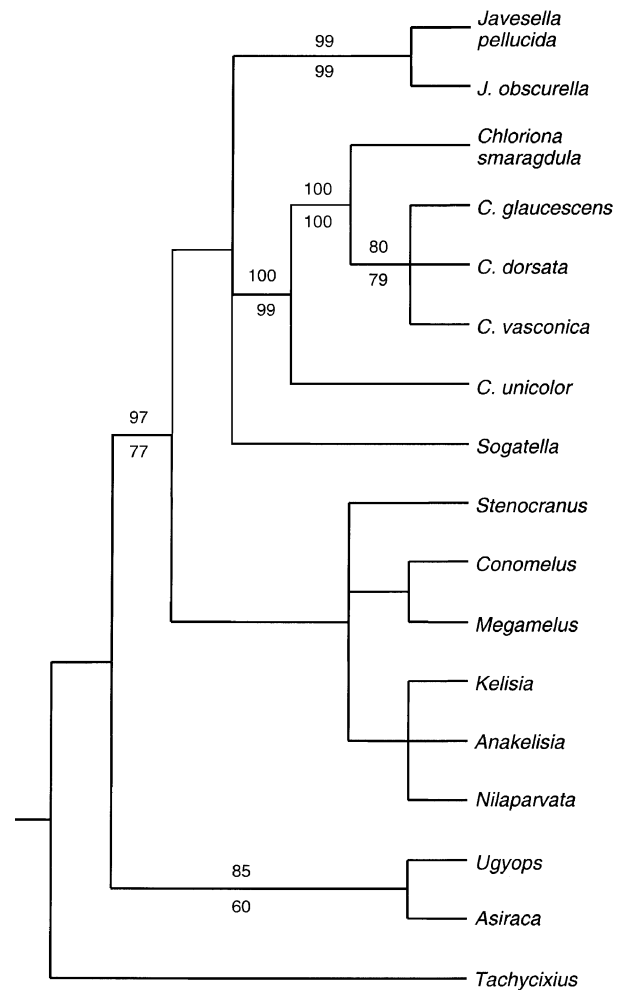 Javesella
pellucida
99
99
J. obscurella
Chloriona
smaragdula
100
100
C. glaucescens
80
C. dorsata
79
100
99
C. vasconica
C. unicolor
97
77
Sogatella
Stenocranus
Conomelus
Megamelus
Kelisia
Anakelisia
Nilaparvata
85
60
Ugyops
Asiraca
Tachycixius